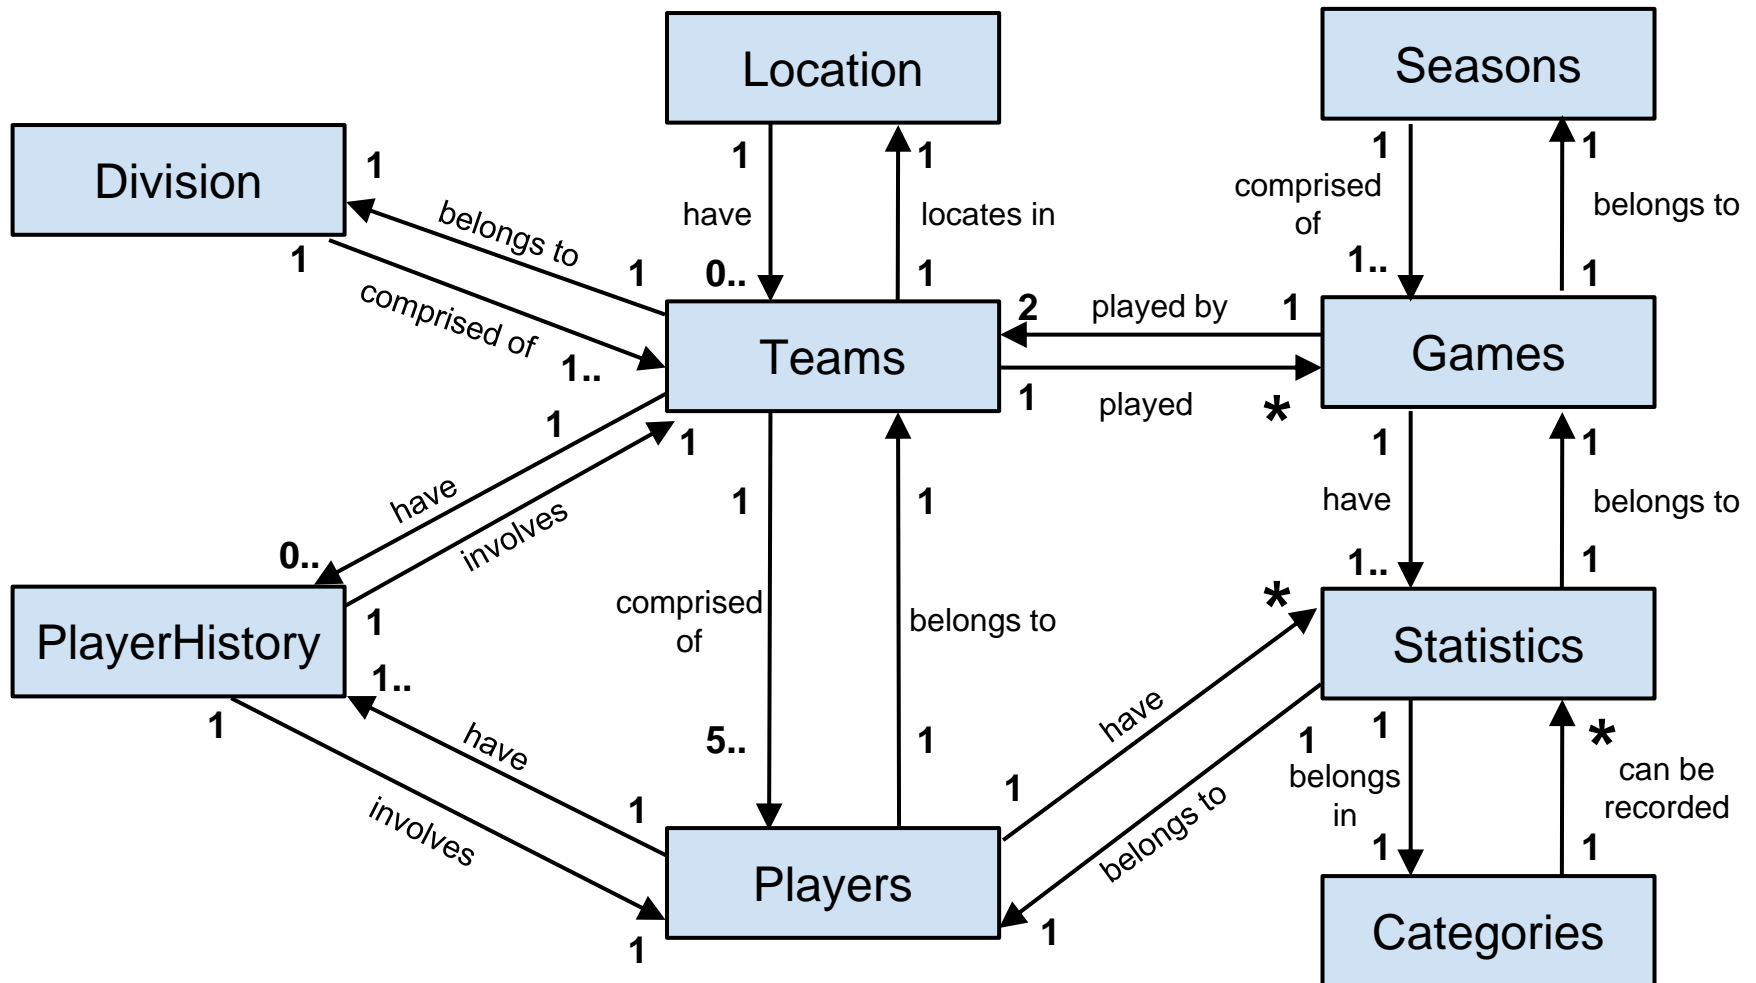 Location
Seasons
Division
1
1
1
1
1
comprised
of
belongs to
have
locates in
belongs to
1
comprised of
1
0..
1
1..
1
1..
Teams
2
played by
1
Games
1
played
*
1
1
have
involves
0..
1
1
1
have
belongs to
1
1
1..
1
PlayerHistory
1..
1
comprised
of
belongs to
*
Statistics
have
involves
1
5..
1
have
1
belongs to
1
1
belongs
in
*
can be
recorded
1
1
Players
1
1
1
Categories